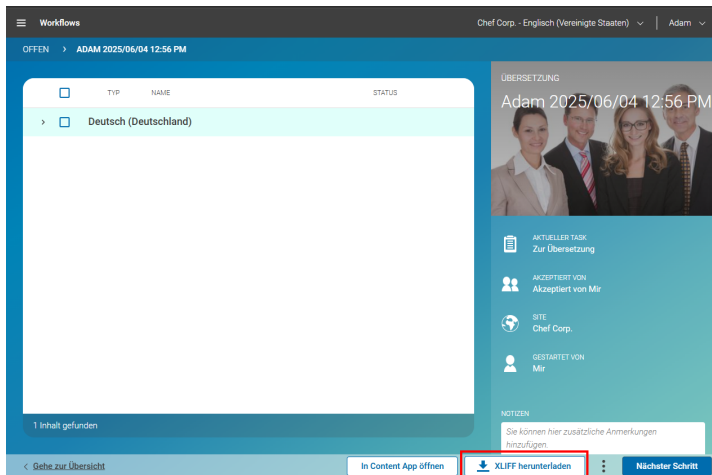 Workflows
Chef Corp. - Englisch (Vereinigte Staaten)
Adam
OFFEN > ADAM 2025/06/04 12:56 PM
TYP NAME STATUS
Deutsch (Deutschland)
1 Inhalt gefunden
ÜBERSETZUNG
Adam 2025/06/04 12:56 PM
AKTUELLER TASK
Zur Übersetzung
AKZEPTIERT VON
Akzeptiert von Mir
SITE
Chef Corp.
GESTARTET VON
Mir
NOTIZEN
Sie können hier zusätzliche Anmerkungen
hinzufügen.
< Gehe zur Übersicht
In Content App öffnen
XLIFF herunterladen
Nächster Schritt